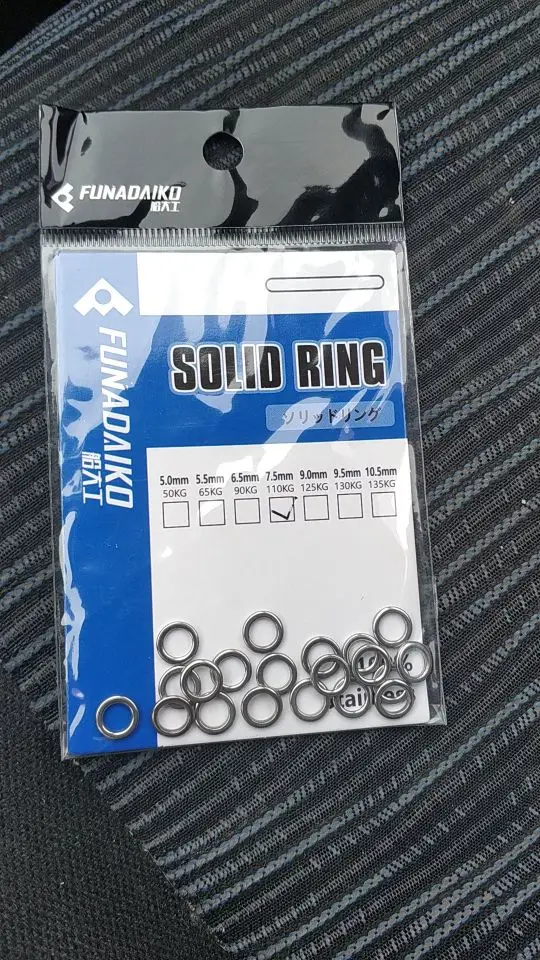 FUNADAIKO
船大工
FUNADAIKO
船大工
SOLID RING
ソリッドリング
5.0mm 5.5mm 6.5mm 7.5mm 9.0mm 9.5mm 10.5mm
50KG 65KG 90KG 110KG 125KG 130KG 135KG